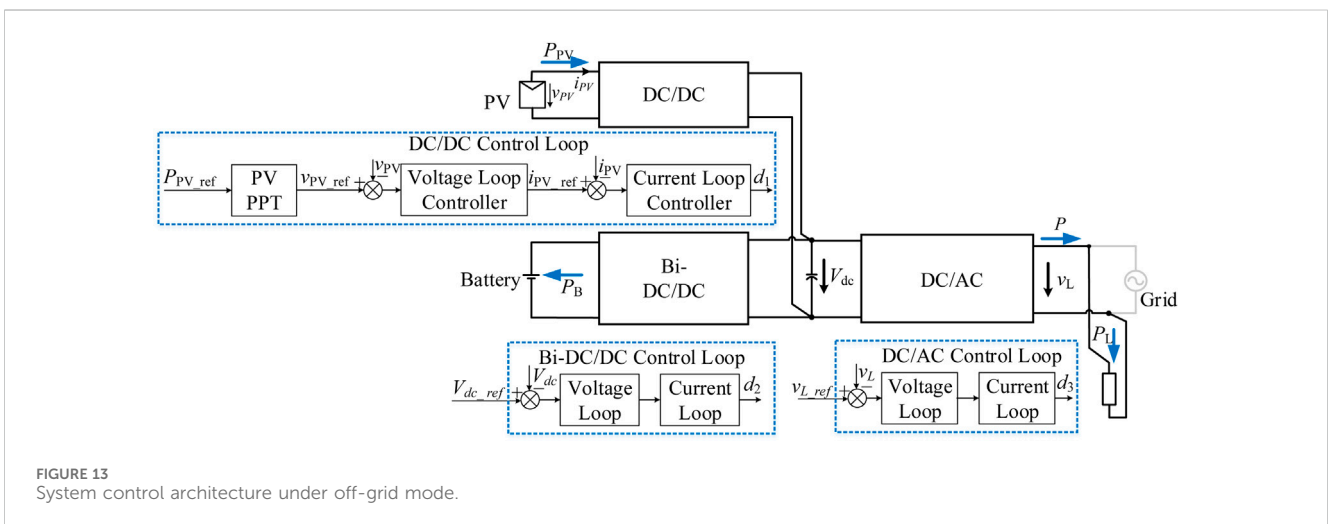 P_PV
i_PV
v_PV
PV
DC/DC
DC/DC Control Loop
P_PV_ref
PV
PPT
v_PV_ref
+
v_PV
-
Voltage Loop
Controller
i_PV_ref
+
i_PV
-
Current Loop
Controller
d_1
Battery
P_B
Bi-
DC/DC
V_dc
DC/AC
P
v_L
Grid
P_L
Bi-DC/DC Control Loop
V_dc_ref
+
V_dc
-
Voltage
Loop
Current
Loop
d_2
DC/AC Control Loop
v_L_ref
+
v_L
-
Voltage
Loop
Current
Loop
d_3
FIGURE 13
System control architecture under off-grid mode.